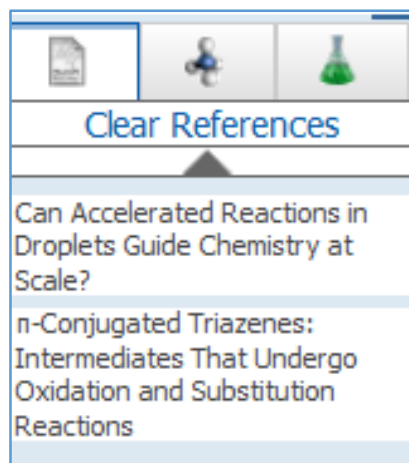 Clear References
Can Accelerated Reactions in
Droplets Guide Chemistry at
Scale?
π-Conjugated Triazenes:
Intermediates That Undergo
Oxidation and Substitution
Reactions